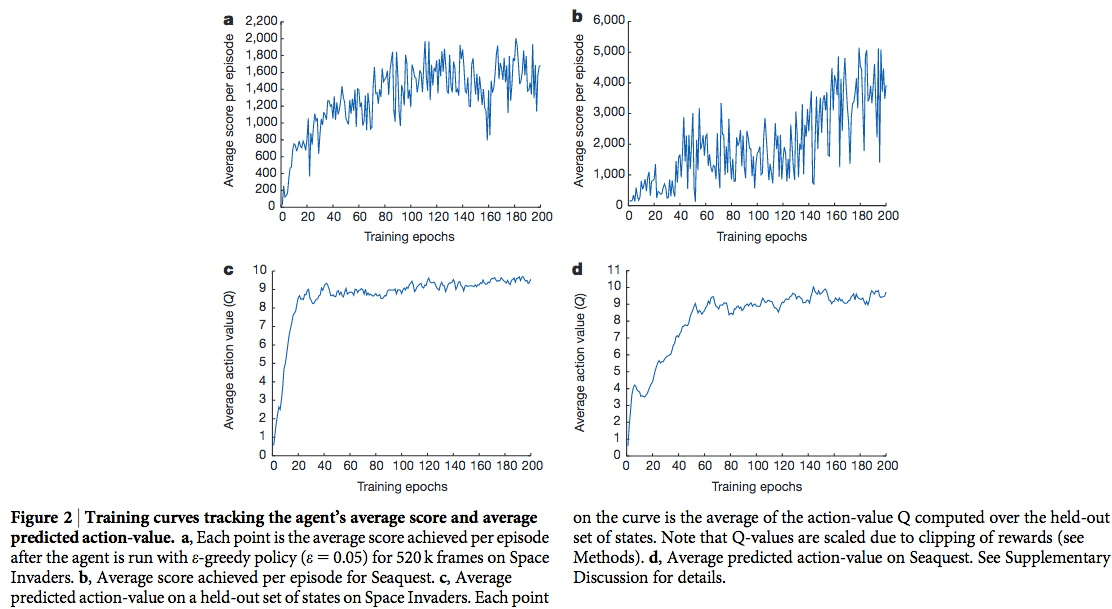 a
2,200
2,000
1,800
1,600
1,400
1,200
1,000
800
600
400
200
0
Average score per episode
0 20 40 60 80 100 120 140 160 180 200
Training epochs
b
6,000
5,000
4,000
3,000
2,000
1,000
0
Average score per episode
0 20 40 60 80 100 120 140 160 180 200
Training epochs
c
10
9
8
7
6
5
4
3
2
1
0
Average action value (Q)
0 20 40 60 80 100 120 140 160 180 200
Training epochs
d
11
10
9
8
7
6
5
4
3
2
1
0
Average action value (Q)
0 20 40 60 80 100 120 140 160 180 200
Training epochs
Figure 2 | Training curves tracking the agent's average score and average
predicted action-value. a, Each point is the average score achieved per episode
after the agent is run with ε-greedy policy (ε = 0.05) for 520 k frames on Space
Invaders. b, Average score achieved per episode for Seaquest. c, Average
predicted action-value on a held-out set of states on Space Invaders. Each point
on the curve is the average of the action-value Q computed over the held-out
set of states. Note that Q-values are scaled due to clipping of rewards (see
Methods). d, Average predicted action-value on Seaquest. See Supplementary
Discussion for details.